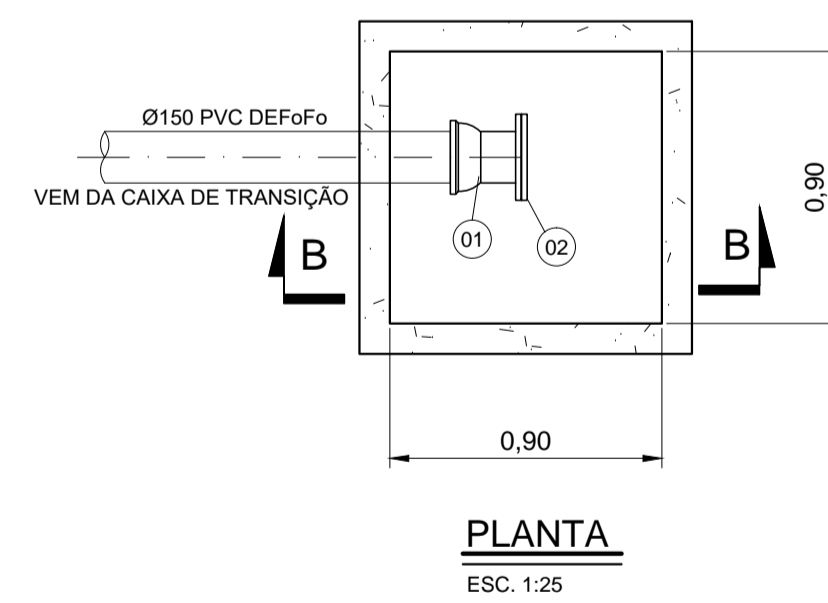 Ø150 PVC DEFoFo
VEM DA CAIXA DE TRANSIÇÃO
01
02
B
B
0,90
0,90
PLANTA
ESC. 1:25